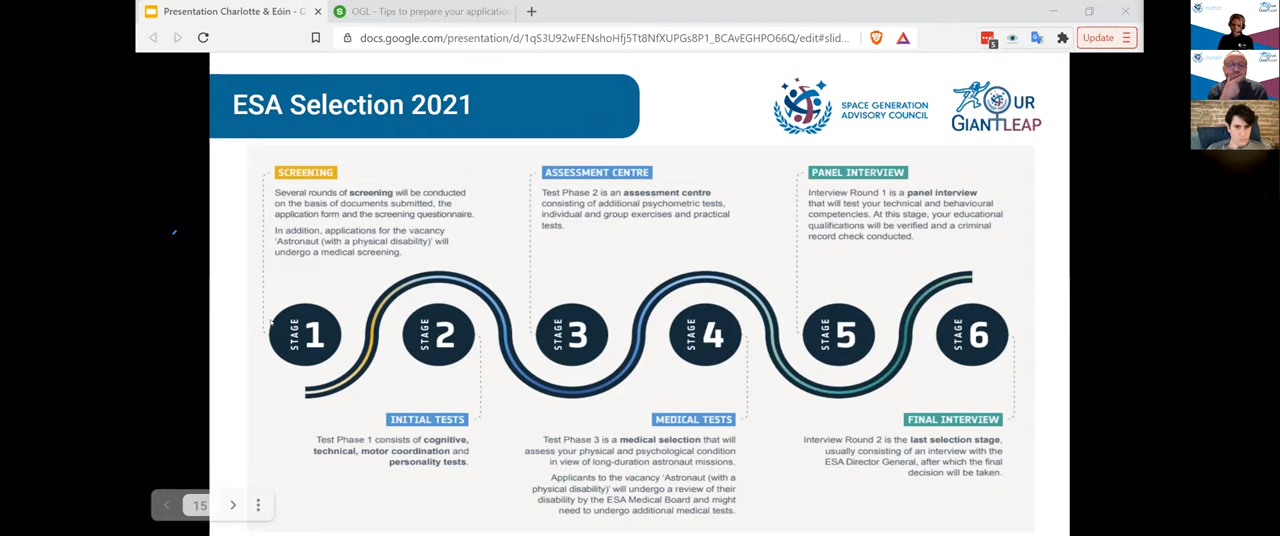 Presentation Charlotte & Eóin - G
OGL - Tips to prepare your application
docs.google.com/presentation/d/1qS3U92wFENshoHfj5Tt8NfXUPGs8P1_BCAvEGHPO66Q/edit#slid...
5
Update
ESA Selection 2021
SPACE GENERATION
ADVISORY COUNCIL
OUR
GIANTLEAP
SCREENING
Several rounds of screening will be conducted
on the basis of documents submitted, the
application form and the screening questionnaire.
In addition, applications for the vacancy
'Astronaut (with a physical disability)' will
undergo a medical screening.
ASSESSMENT CENTRE
Test Phase 2 is an assessment centre
consisting of additional psychometric tests,
individual and group exercises and practical
tests.
PANEL INTERVIEW
Interview Round 1 is a panel interview
that will test your technical and behavioural
competencies. At this stage, your educational
qualifications will be verified and a criminal
record check conducted.
STAGE 1
STAGE 2
STAGE 3
STAGE 4
STAGE 5
STAGE 6
INITIAL TESTS
Test Phase 1 consists of cognitive,
technical, motor coordination and
personality tests.
MEDICAL TESTS
Test Phase 3 is a medical selection that will
assess your physical and psychological condition
in view of long-duration astronaut missions.
Applicants to the vacancy 'Astronaut (with a
physical disability)' will undergo a review of their
disability by the ESA Medical Board and might
need to undergo additional medical tests.
FINAL INTERVIEW
Interview Round 2 is the last selection stage,
usually consisting of an interview with the
ESA Director General, after which the final
decision will be taken.
15